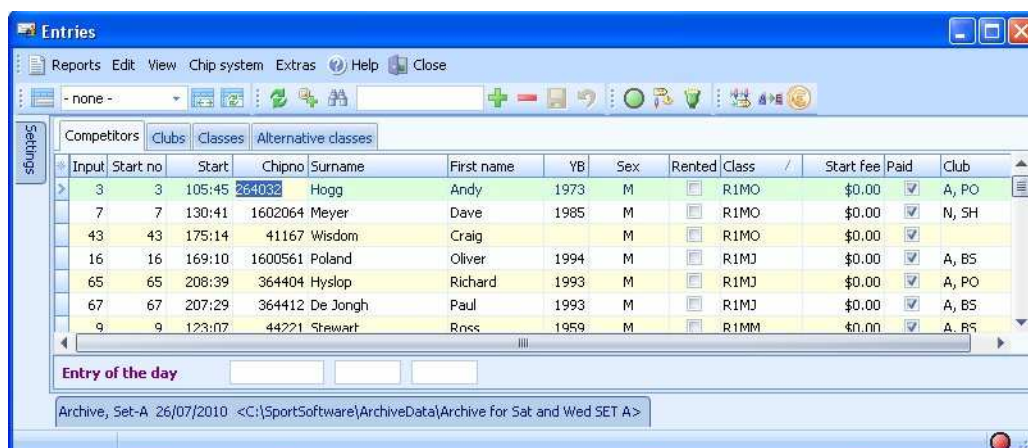 Entries
Reports Edit View Chip system Extras Help Close
- none -
Settings
Competitors Clubs Classes Alternative classes
Input Start no Start Chipno Surname First name YB Sex Rented Class Start fee Paid Club
3 3 105:45 264032 Hogg Andy 1973 M R1MO $0.00 A, PO
7 7 130:41 1602064 Meyer Dave 1985 M R1MO $0.00 N, SH
43 43 175:14 41167 Wisdom Craig M R1MO $0.00
16 16 169:10 1600561 Poland Oliver 1994 M R1MJ $0.00 A, BS
65 65 208:39 364404 Hyslop Richard 1993 M R1MJ $0.00 A, PO
67 67 207:29 364412 De Jongh Paul 1993 M R1MJ $0.00 A, BS
9 9 123:07 44221 Stewart Ross 1959 M R1MM $0.00 A, BS
Entry of the day
Archive, Set-A 26/07/2010 <C:\SportSoftware\ArchiveData\Archive for Sat and Wed SET A>